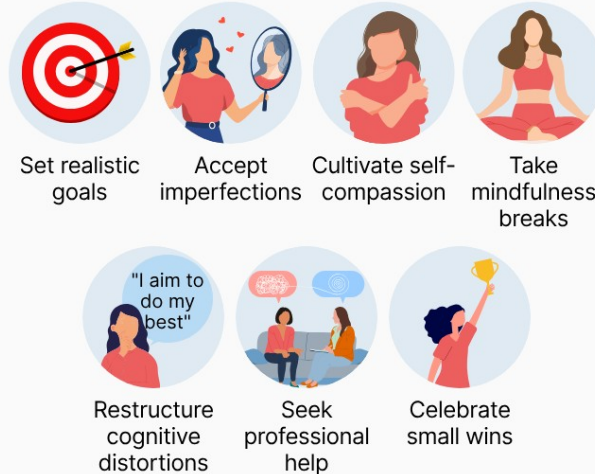 Set realistic
goals
Accept
imperfections
Cultivate self-
compassion
Take
mindfulness
breaks
"I aim to
do my
best"
Restructure
cognitive
distortions
Seek
professional
help
Celebrate
small wins